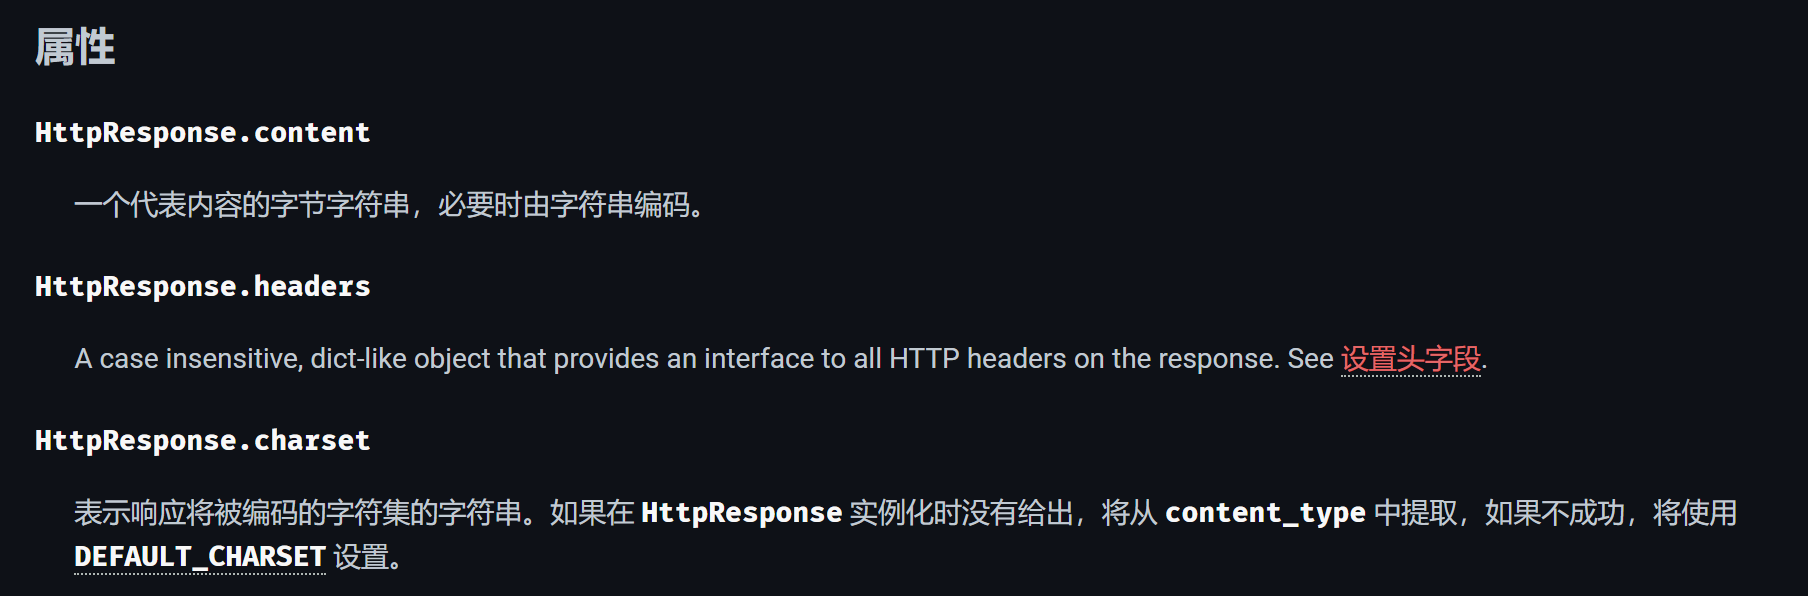 属性
HttpResponse.content
一个代表内容的字节字符串，必要时由字符串编码。
HttpResponse.headers
A case insensitive, dict-like object that provides an interface to all HTTP headers on the response. See 设置头字段.
HttpResponse.charset
表示响应将被编码的字符集的字符串。如果在 HttpResponse 实例化时没有给出，将从 content_type 中提取，如果不成功，将使用
DEFAULT_CHARSET 设置。